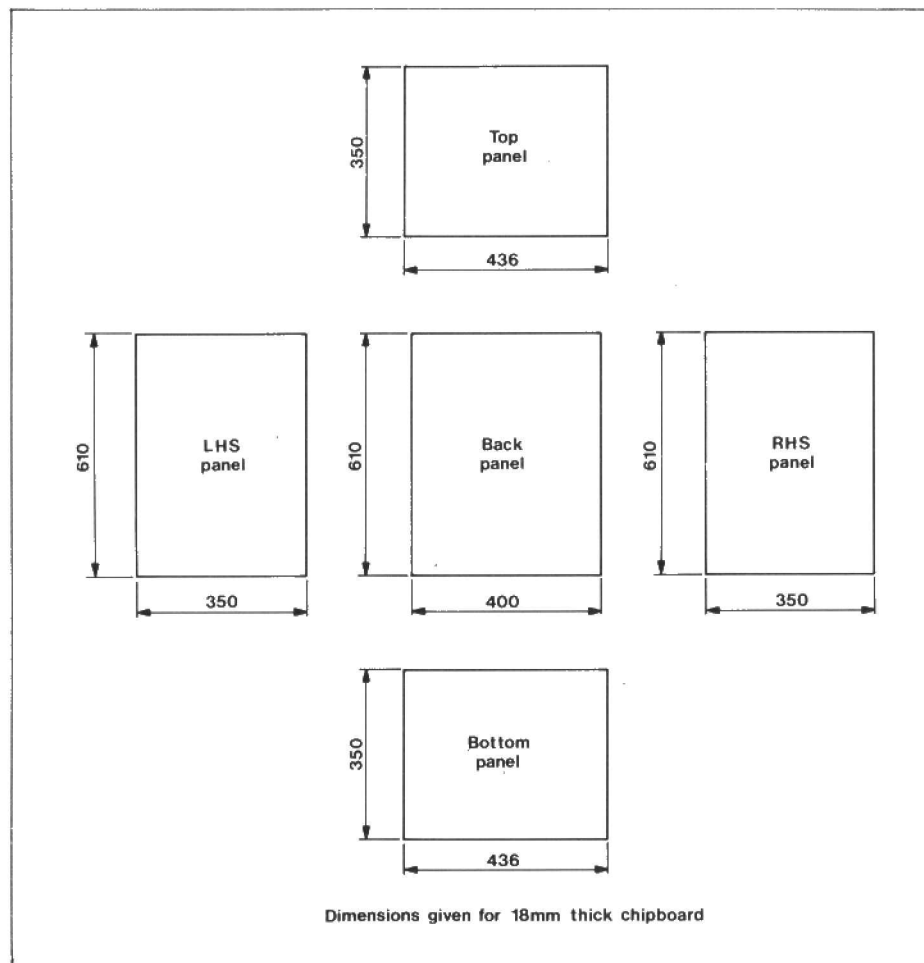 Top
panel
350
436
LHS
panel
610
350
Back
panel
610
400
RHS
panel
610
350
Bottom
panel
350
436
Dimensions given for 18mm thick chipboard